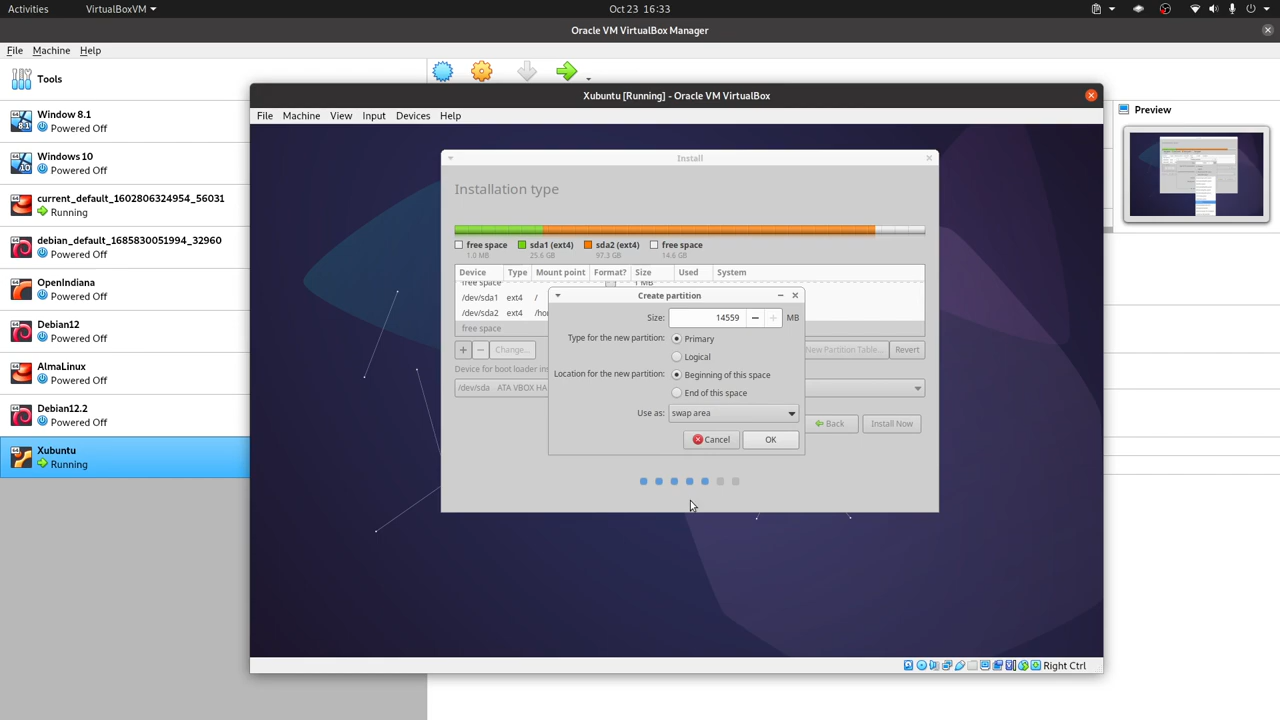 Activities VirtualBoxVM Oct 23 16:33
Oracle VM VirtualBox Manager
File Machine Help
Tools
Window 8.1
Powered Off
Windows 10
Powered Off
current_default_1602806324954_56031
Running
debian_default_1685830051994_32960
Powered Off
OpenIndiana
Powered Off
Debian12
Powered Off
AlmaLinux
Powered Off
Debian12.2
Powered Off
Xubuntu
Running
Preview
Xubuntu [Running] - Oracle VM VirtualBox
File Machine View Input Devices Help
Install
Installation type
free space sda1 (ext4) sda2 (ext4) free space
1.0 MB 25.6 GB 97.3 GB 14.6 GB
Device Type Mount point Format? Size Used System
free space 1 MB
/dev/sda1 ext4 /
/dev/sda2 ext4 /ho
free space
+ − Change... New Partition Table... Revert
Device for boot loader ins
/dev/sda ATA VBOX HA
Back Install Now
Create partition
Size: 14559 MB
Type for the new partition: Primary
Logical
Location for the new partition: Beginning of this space
End of this space
Use as: swap area
Cancel OK
Right Ctrl